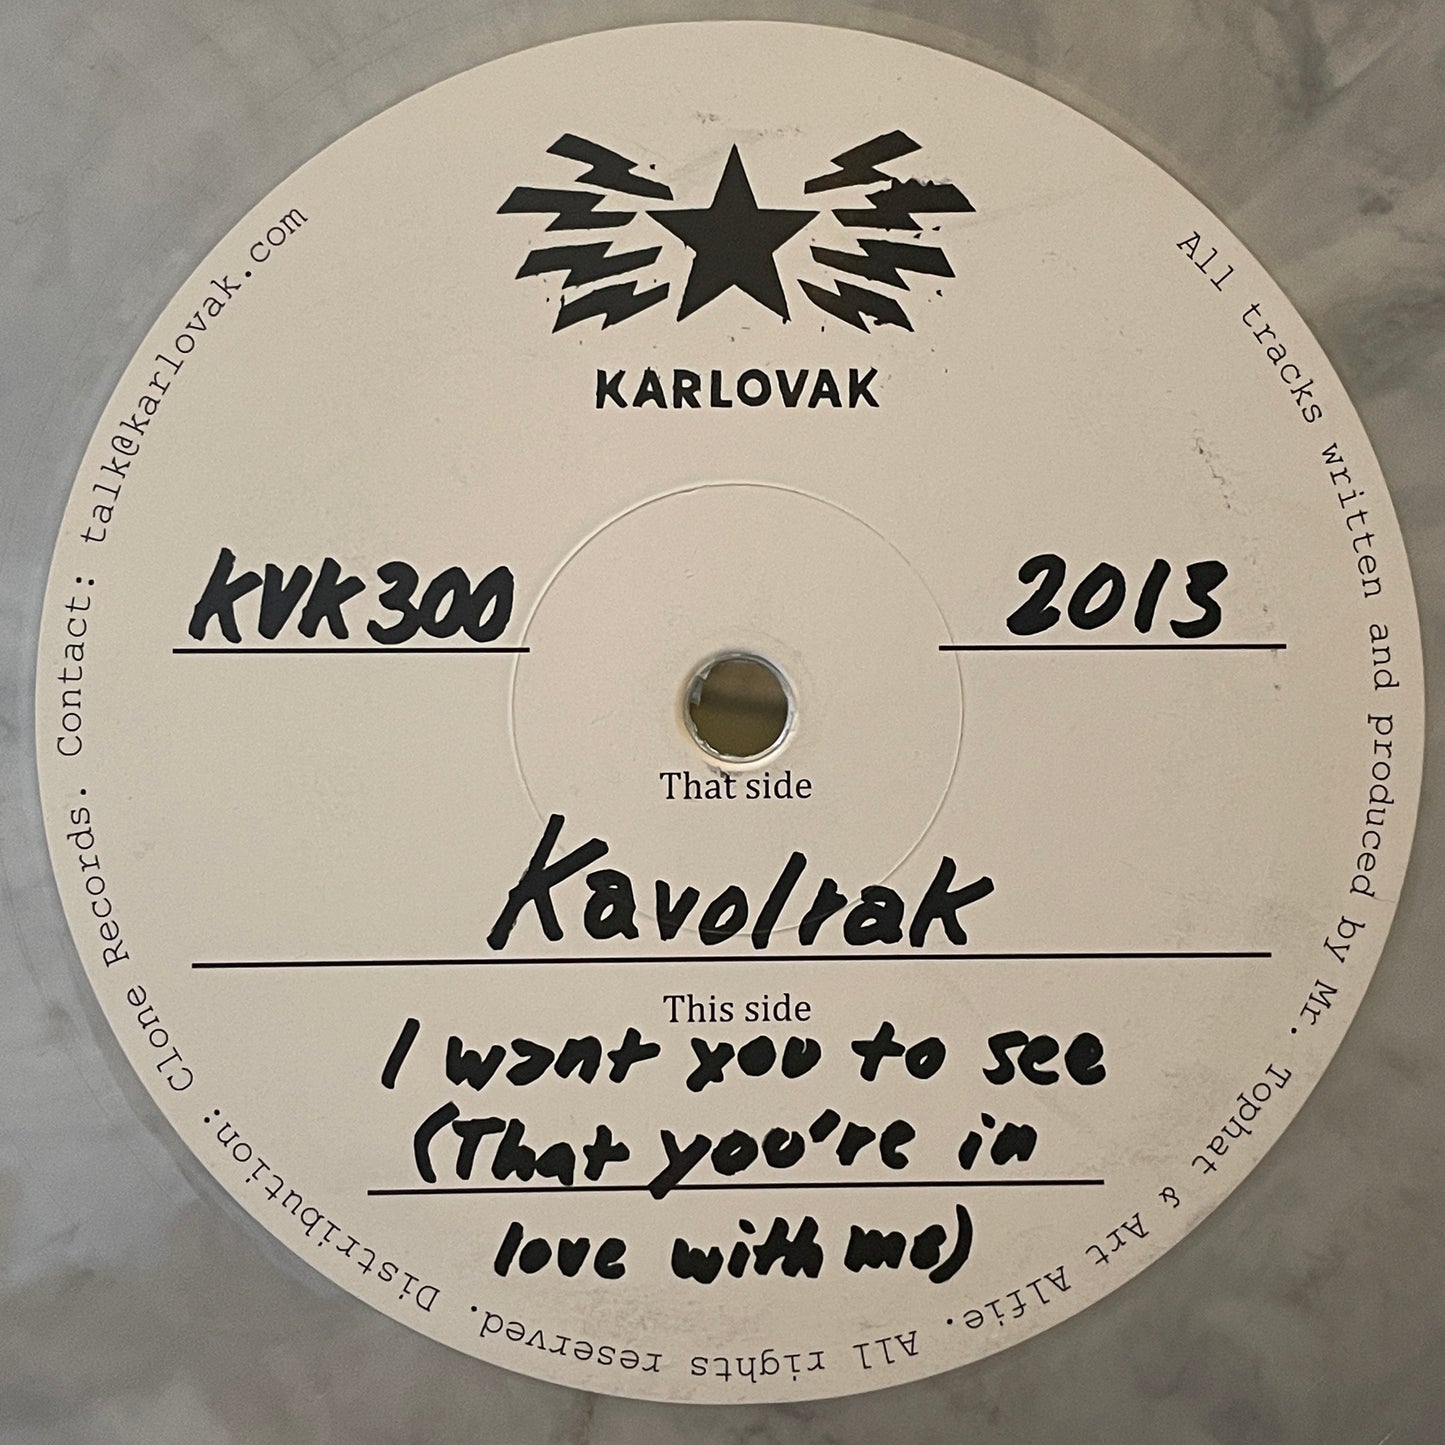 KARLOVAK
KVK300
2013
That side
Kavolrak
This side
I want you to see
(That you're in
love with me)
All tracks written and produced by Mr. Tophat & Art Alfie. All rights reserved. Distribution: Clone Records. Contact: talk@karlovak.com